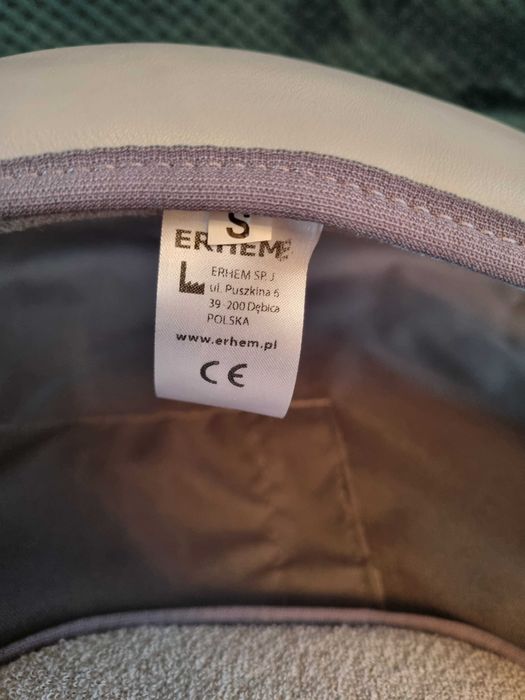 S
ERHEM
ERHEM SP. J.
ul. Puszkina 6
39-200 Dębica
POLSKA
www.erhem.pl
CE